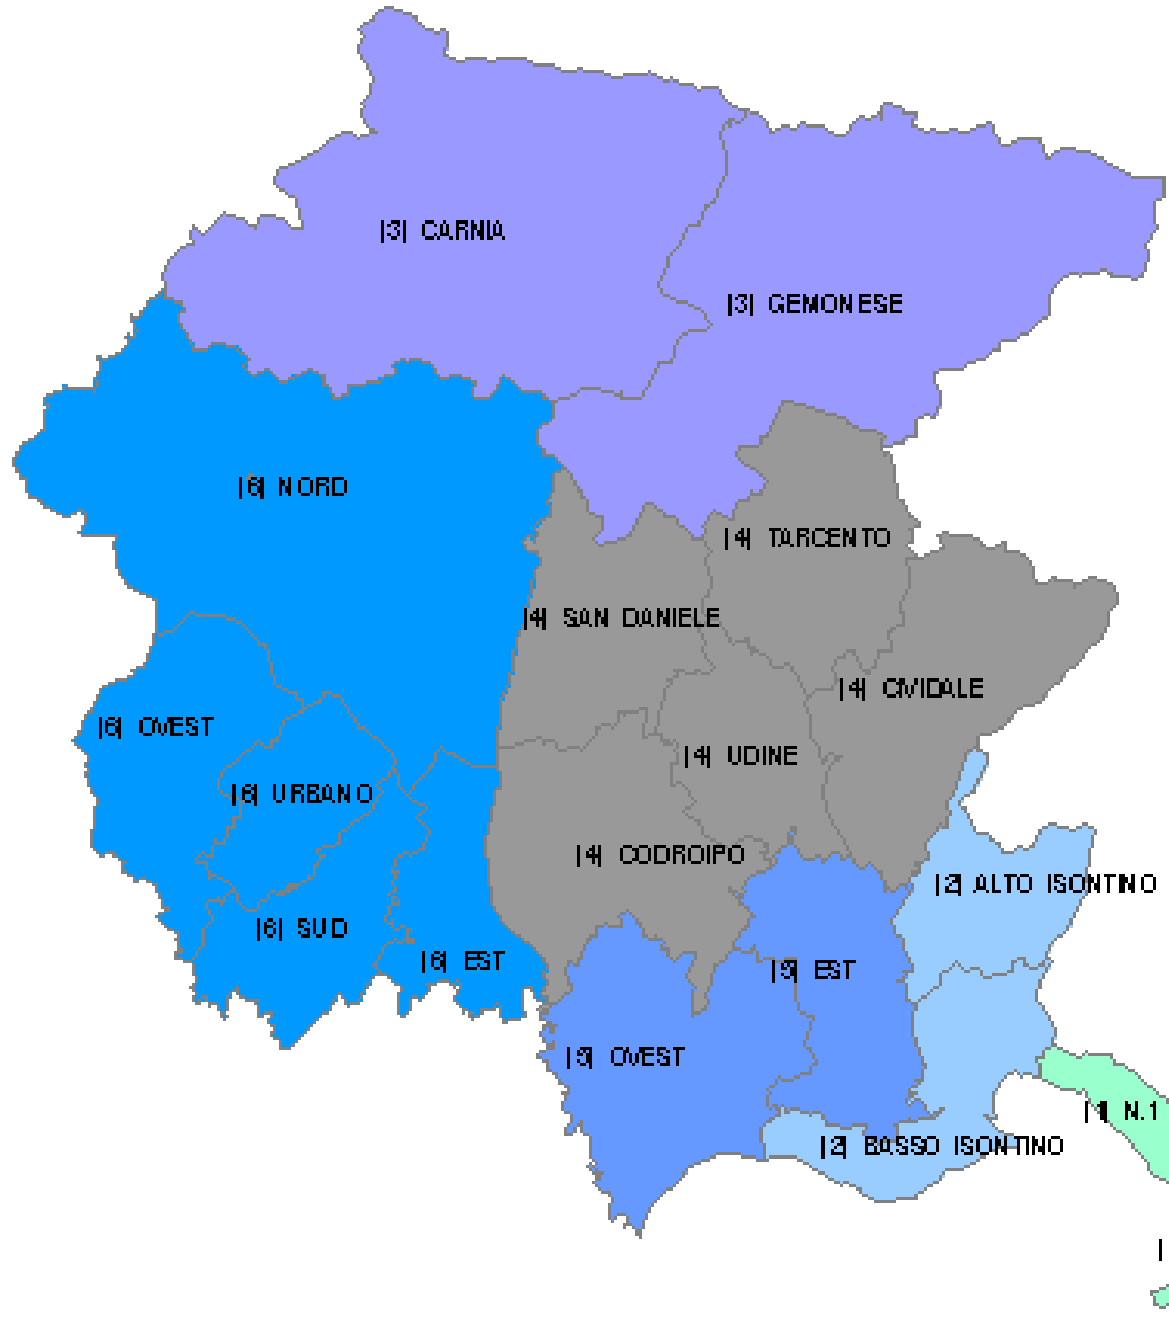 |3| CARNIA
|3| GEMONESE
|6| NORD
|4| TARCENTO
|4| SAN DANIELE
|4| CIVIDALE
|6| OVEST
|4| UDINE
|6| URBANO
|4| CODROIPO
|2| ALTO ISONTINO
|6| SUD
|6| EST
|5| EST
|5| OVEST
|1| N.1
|2| BASSO ISONTINO